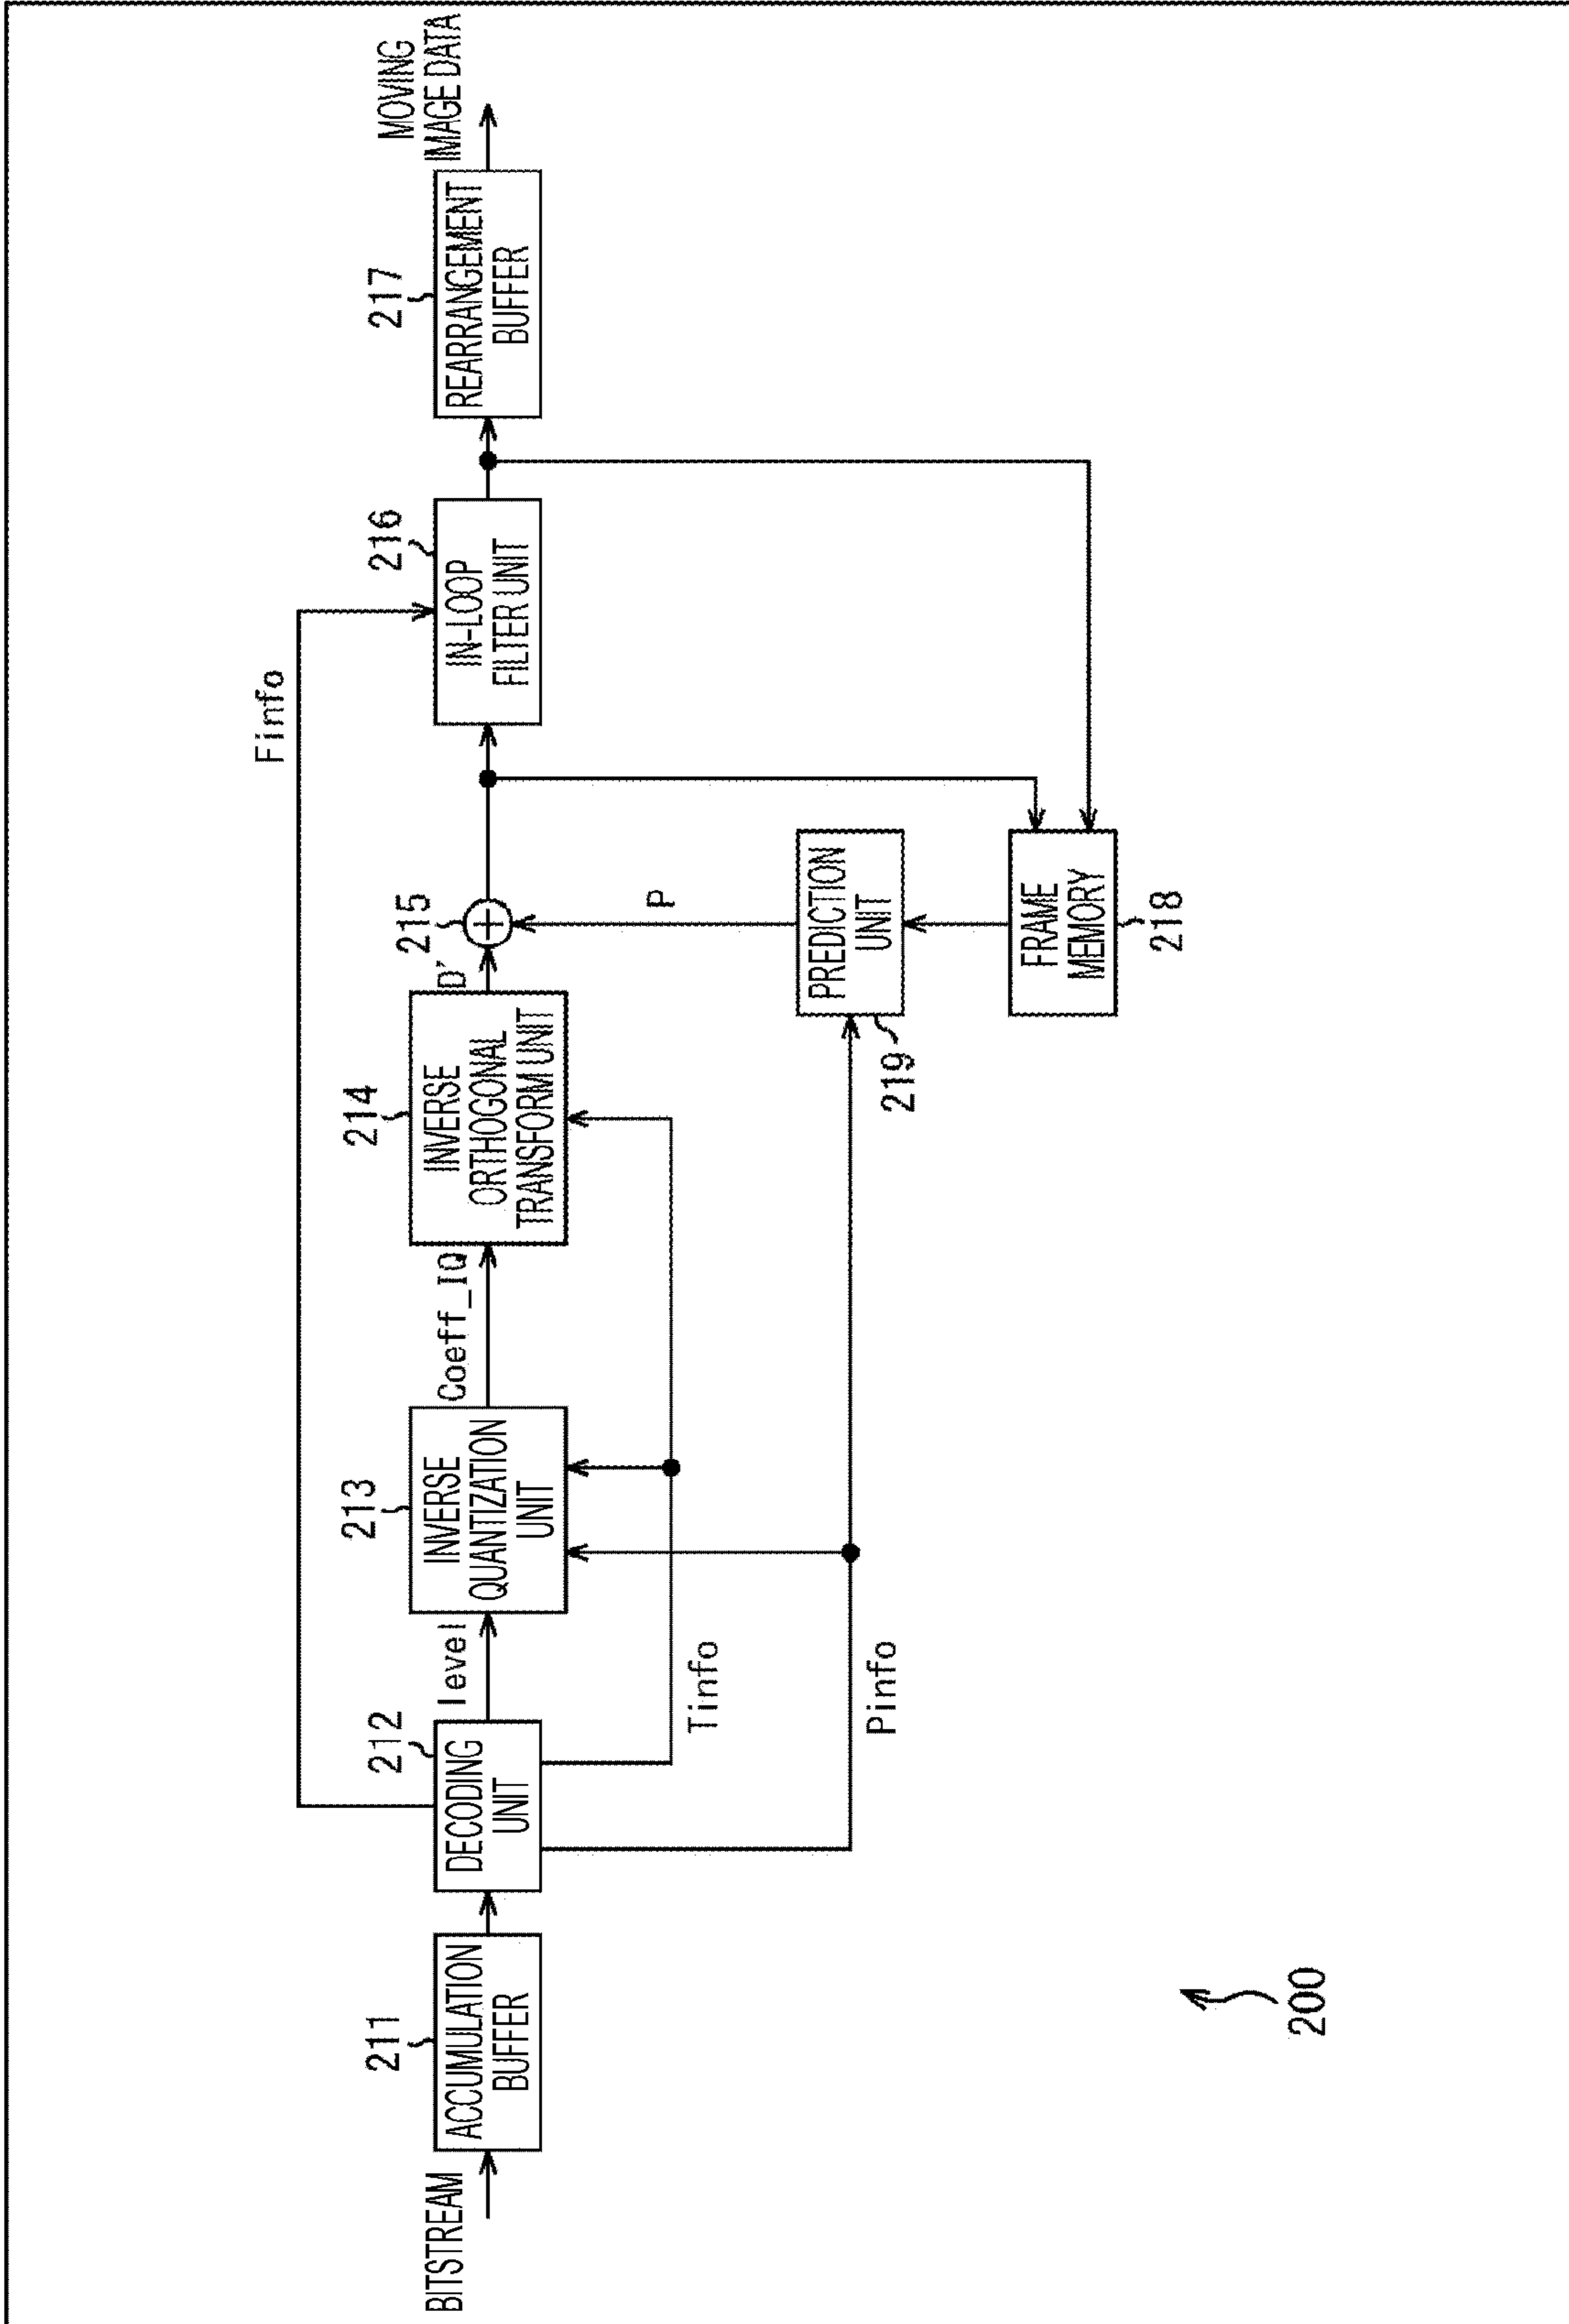 Finfo
BITSTREAM
211
ACCUMULATION
BUFFER
212
DECODING
UNIT
level
213
INVERSE
QUANTIZATION
UNIT
Coeff_IQ
214
INVERSE
ORTHOGONAL
TRANSFORM UNIT
D'
215
216
IN-LOOP
FILTER UNIT
217
REARRANGEMENT
BUFFER
MOVING
IMAGE DATA
Tinfo
Pinfo
P
219
PREDICTION
UNIT
FRAME
MEMORY
218
200